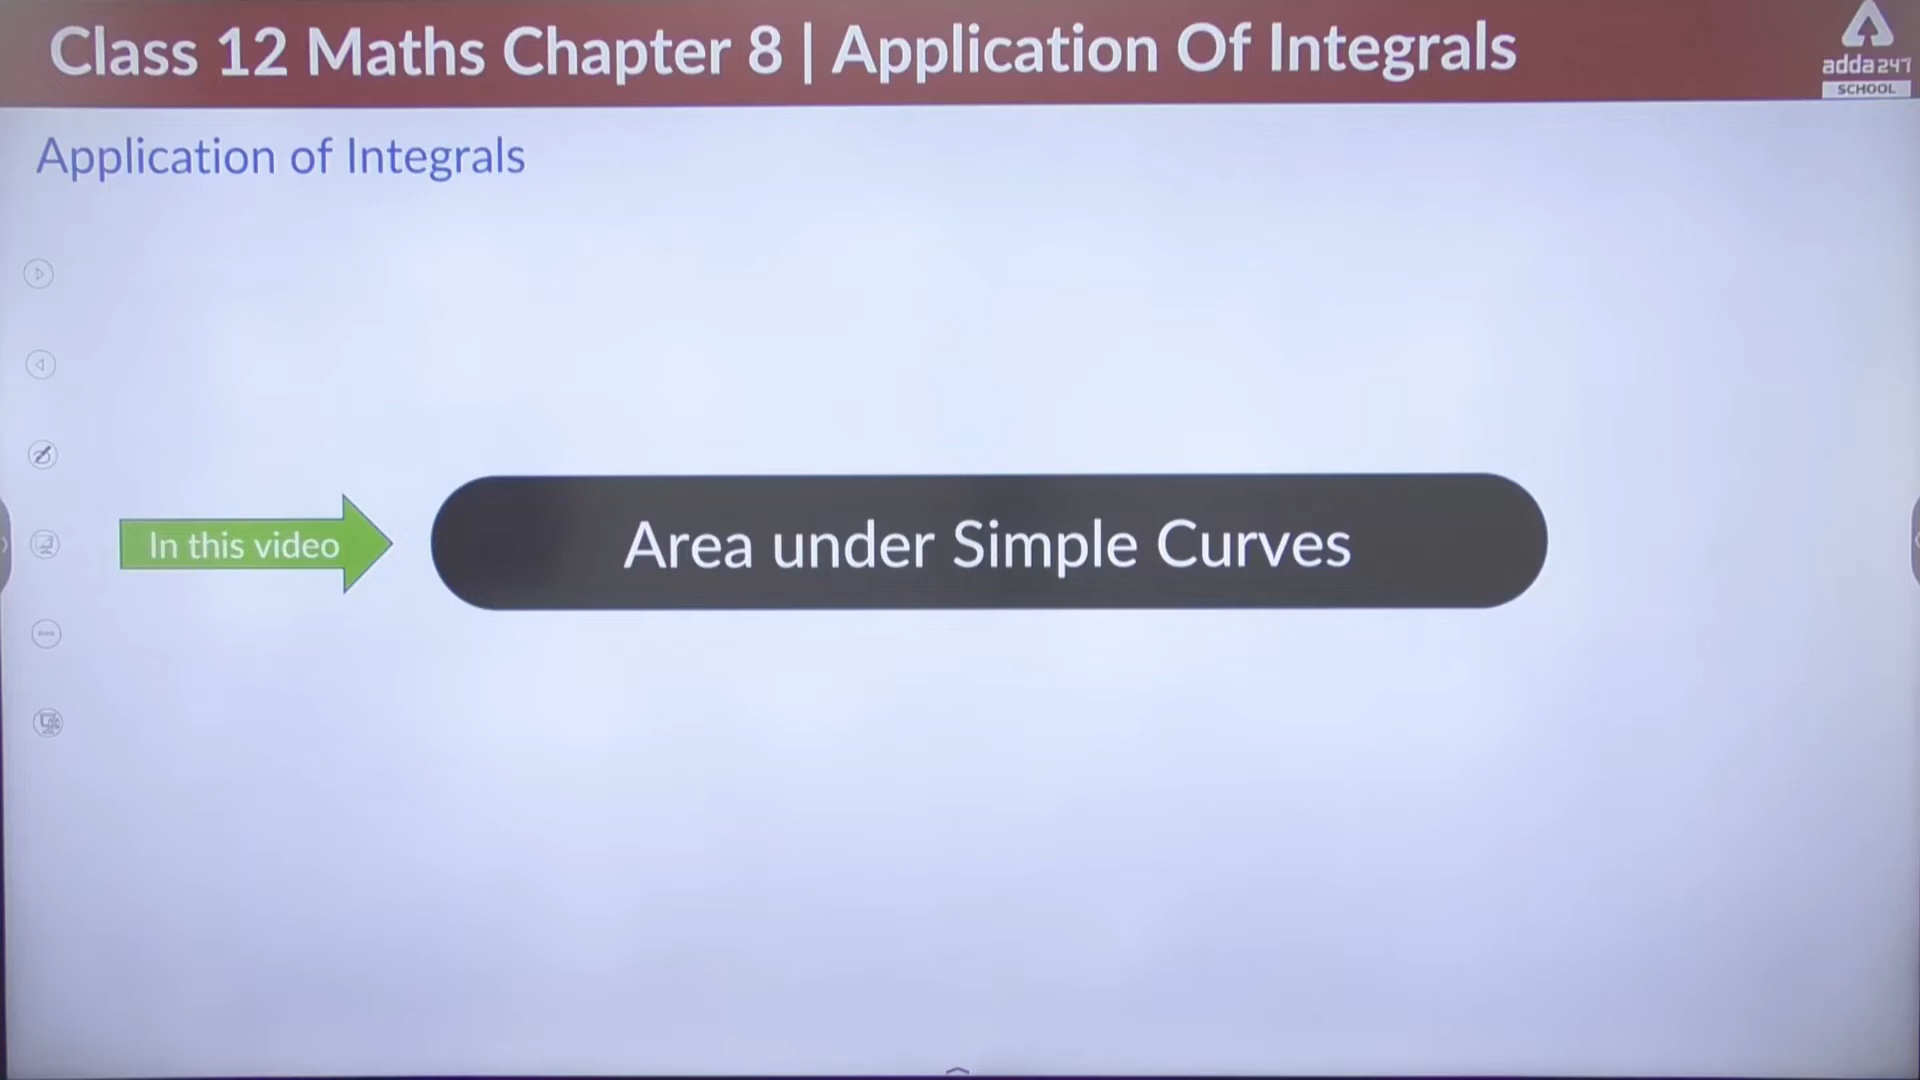 Class 12 Maths Chapter 8 | Application Of Integrals
adda247
SCHOOL
Application of Integrals
In this video
Area under Simple Curves